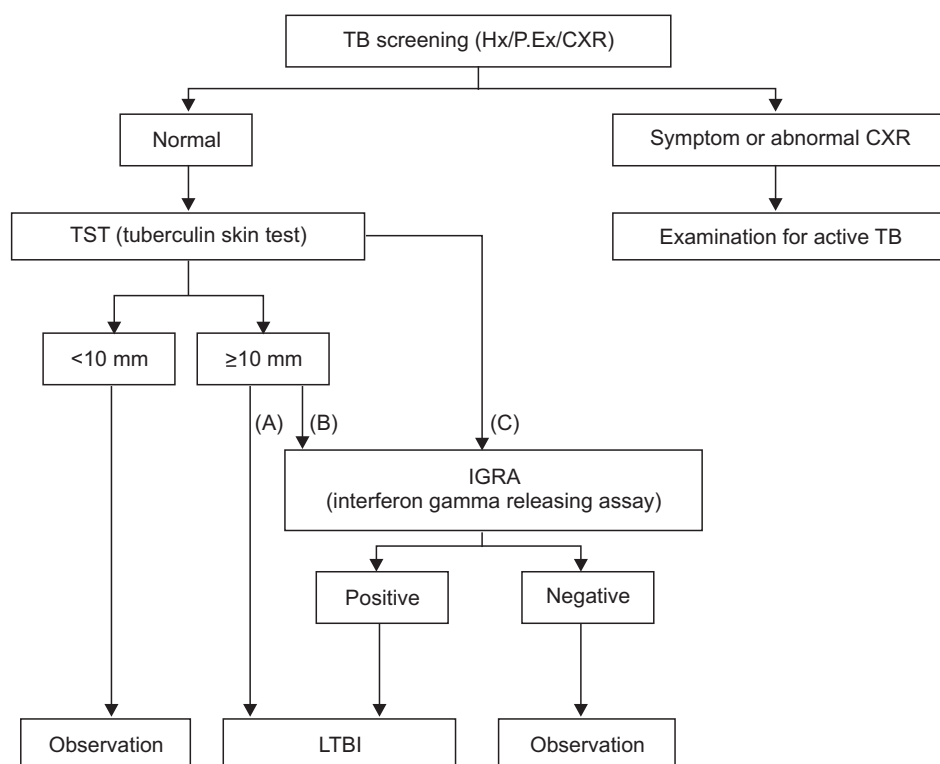 TB screening (Hx/P.Ex/CXR)
Normal
Symptom or abnormal CXR
TST (tuberculin skin test)
Examination for active TB
<10 mm
≥10 mm
(A)
(B)
(C)
IGRA
(interferon gamma releasing assay)
Positive
Negative
Observation
LTBI
Observation